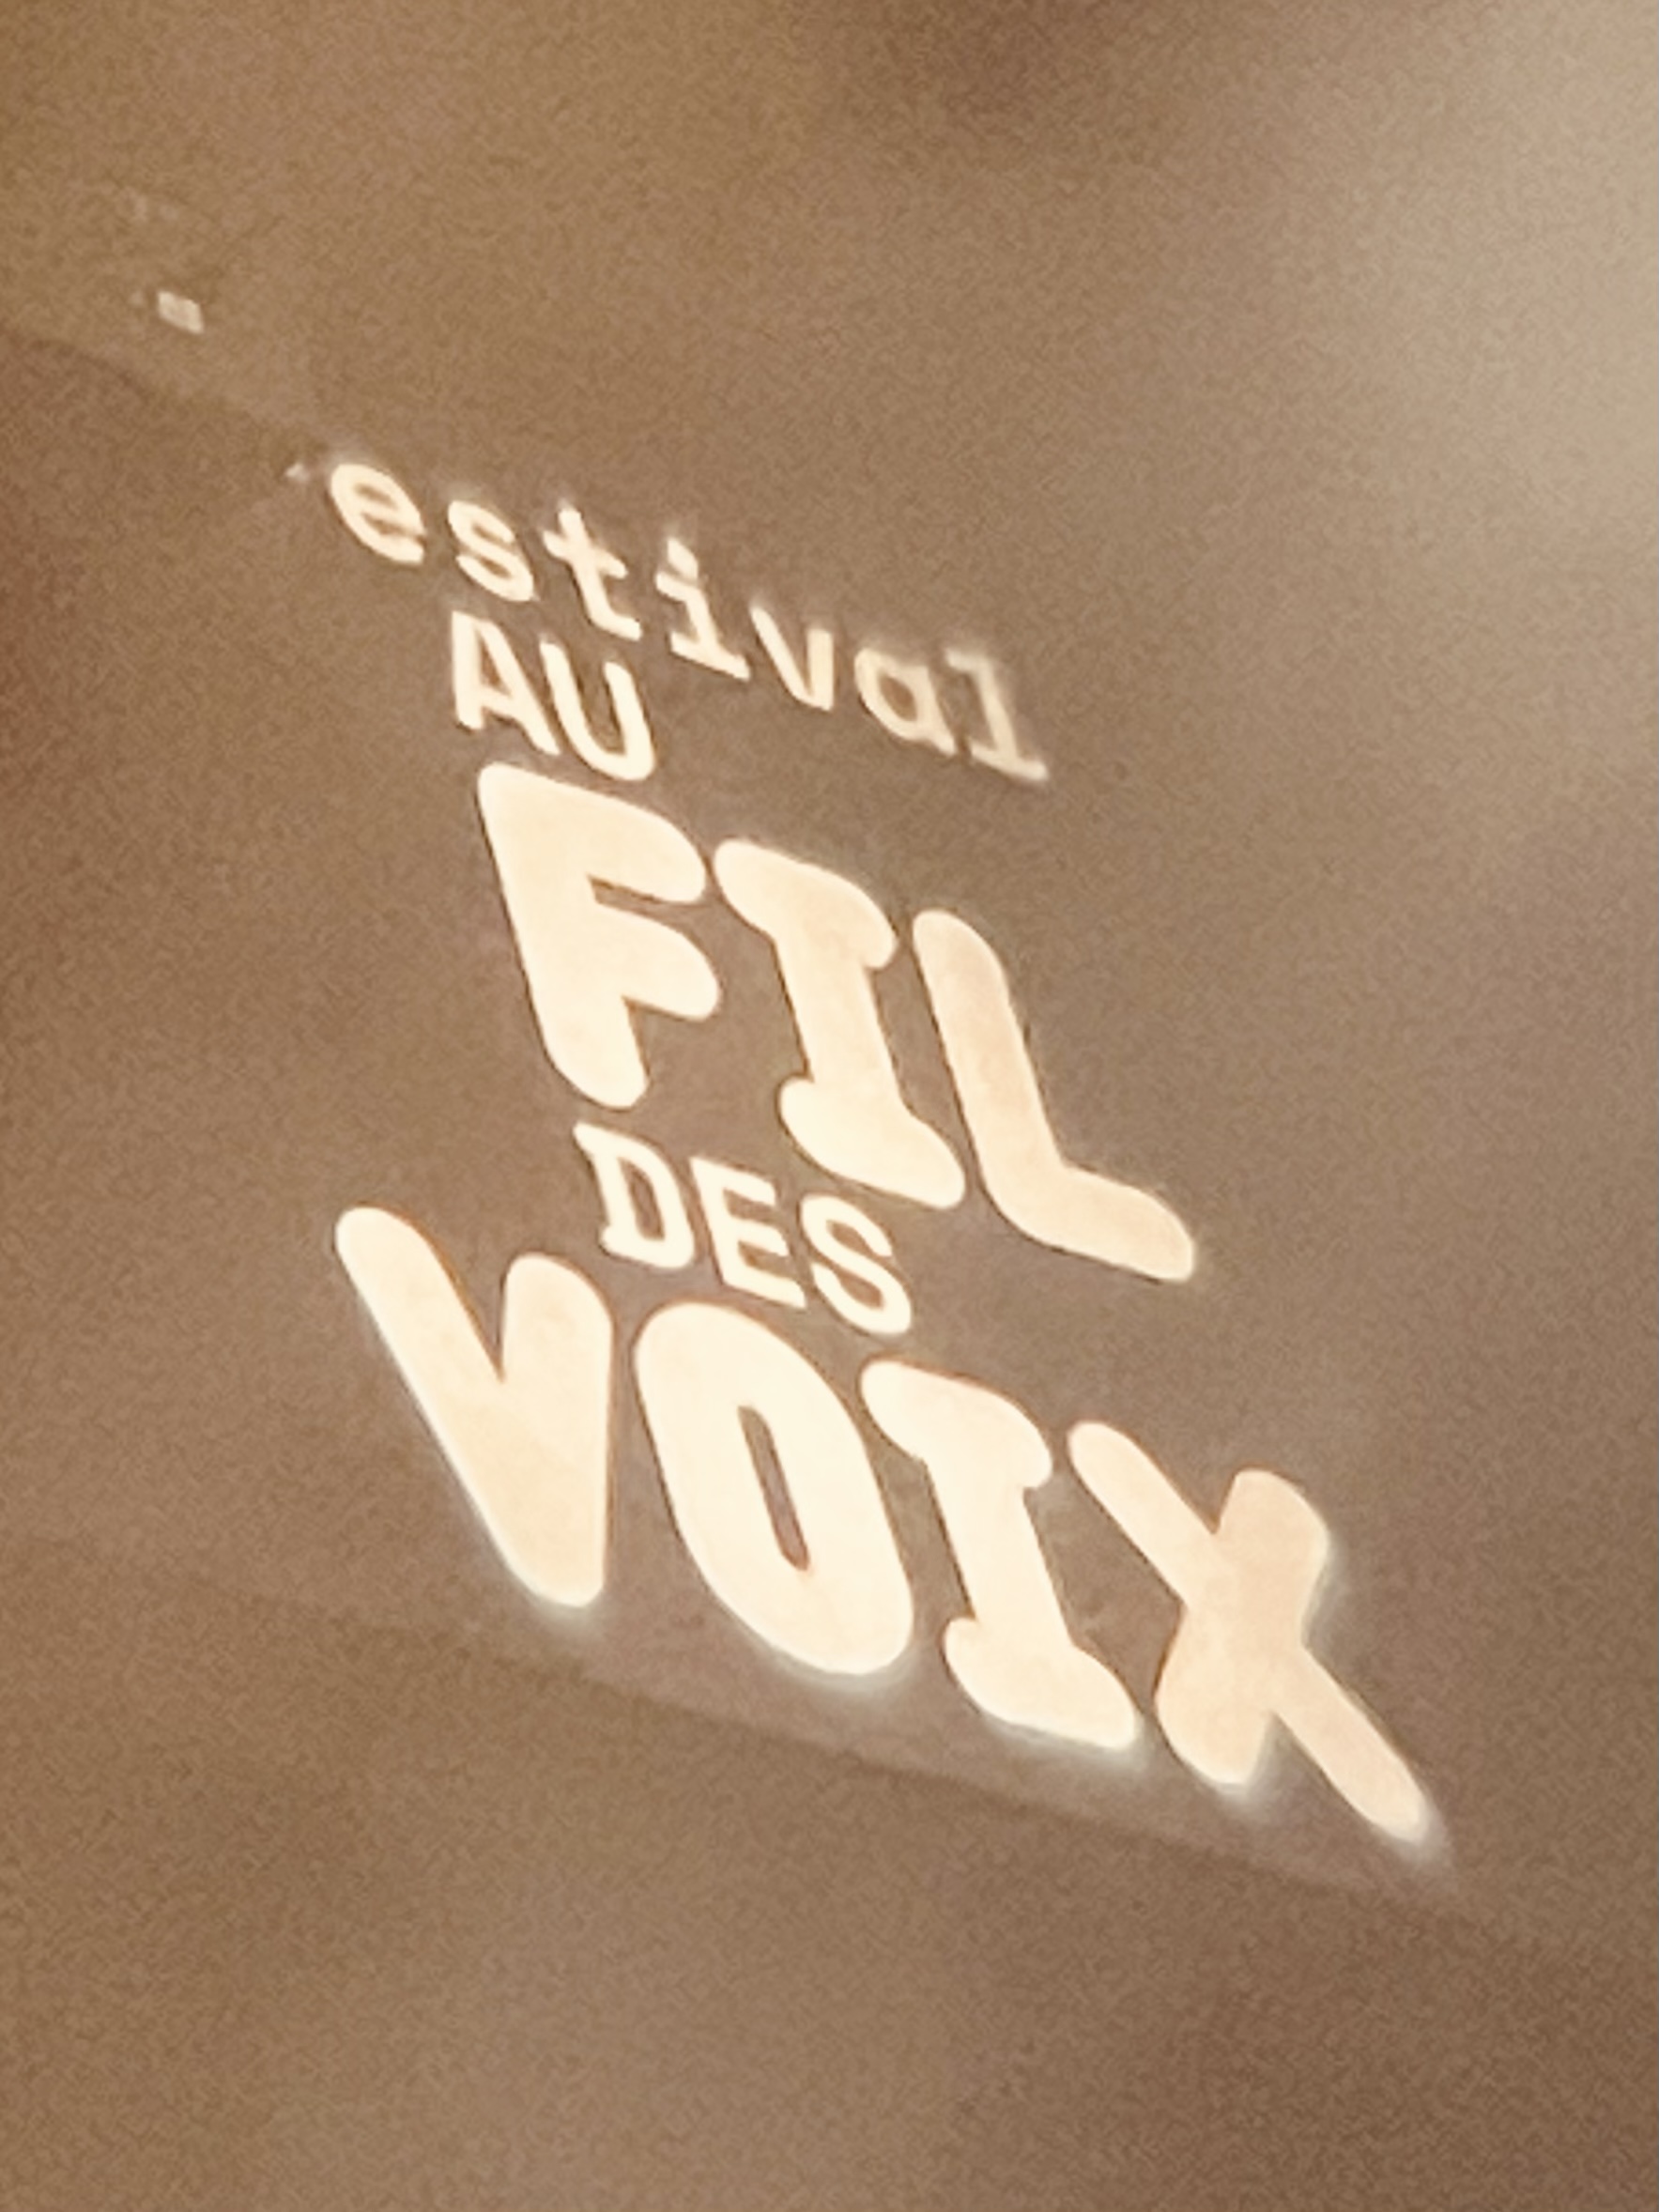 estival
AU
FIL
DES
VOIX